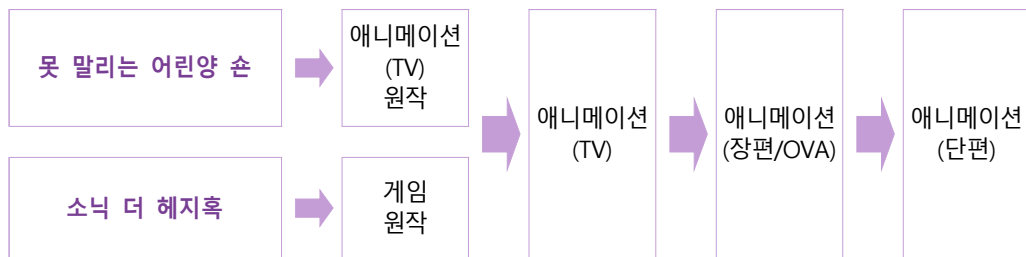 못 말리는 어린양 숀
애니메이션
(TV)
원작
소닉 더 헤지혹
게임
원작
애니메이션
(TV)
애니메이션
(장편/OVA)
애니메이션
(단편)